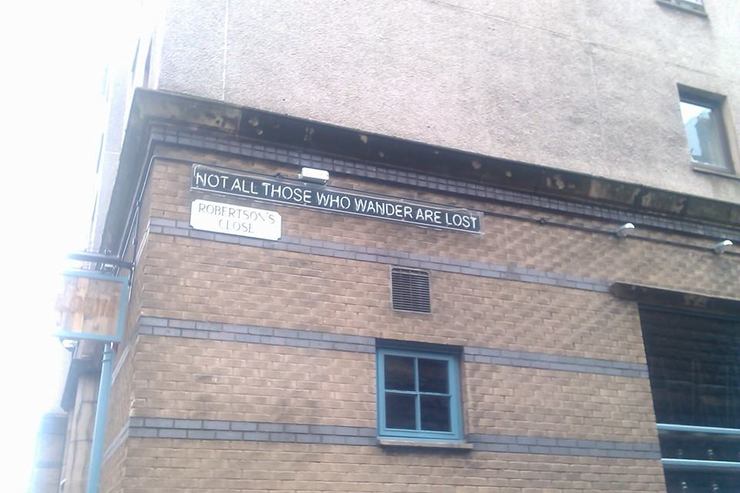 NOT ALL THOSE WHO WANDER ARE LOST
ROBERTSON'S
CLOSE